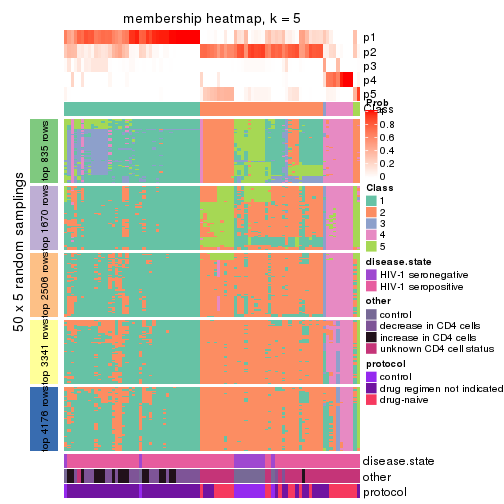 membership heatmap, k = 5
p1
p2
p3
p4
p5
Class
50 x 5 random samplings
top 835 rows
top 1670 rows
top 2506 rows
top 3341 rows
top 4176 rows
Prob
1
0.8
0.6
0.4
0.2
0
Class
1
2
3
4
5
disease.state
HIV-1 seronegative
HIV-1 seropositive
other
control
decrease in CD4 cells
increase in CD4 cells
unknown CD4 status
protocol
control
drug regimen not indicated
drug-naive
disease.state
other
protocol